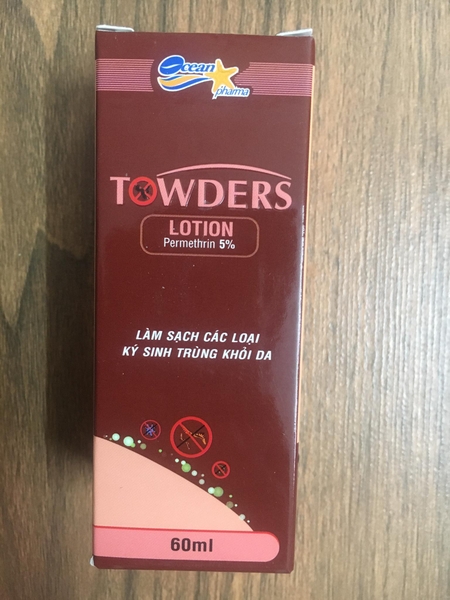 Ocean
pharma
TOWDERS
LOTION
Permethrin 5%
LÀM SẠCH CÁC LOẠI
KÝ SINH TRÙNG KHỎI DA
60ml